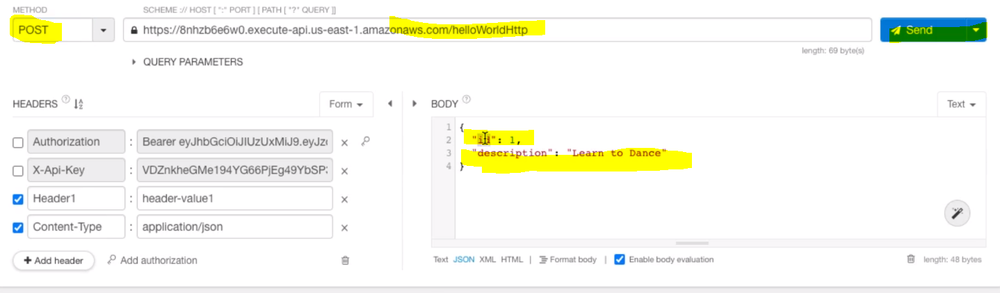 METHOD
SCHEME :// HOST [ ":" PORT ] [ PATH [ "?" QUERY ]]
POST
https://8nhzb6e6w0.execute-api.us-east-1.amazonaws.com/helloWorldHttp
Send
length: 69 byte(s)
QUERY PARAMETERS
HEADERS
Form
BODY
Text
Authorization : Bearer eyJhbGciOiJIUzUxMiJ9.eyJz
X-Api-Key : VDZnkheGMe194YG66PjEg49YbSP
Header1 : header-value1
Content-Type : application/json
+ Add header
Add authorization
1 {
2 "id": 1,
3 "description": "Learn to Dance"
4 }
Text JSON XML HTML | Format body | Enable body evaluation
length: 48 bytes